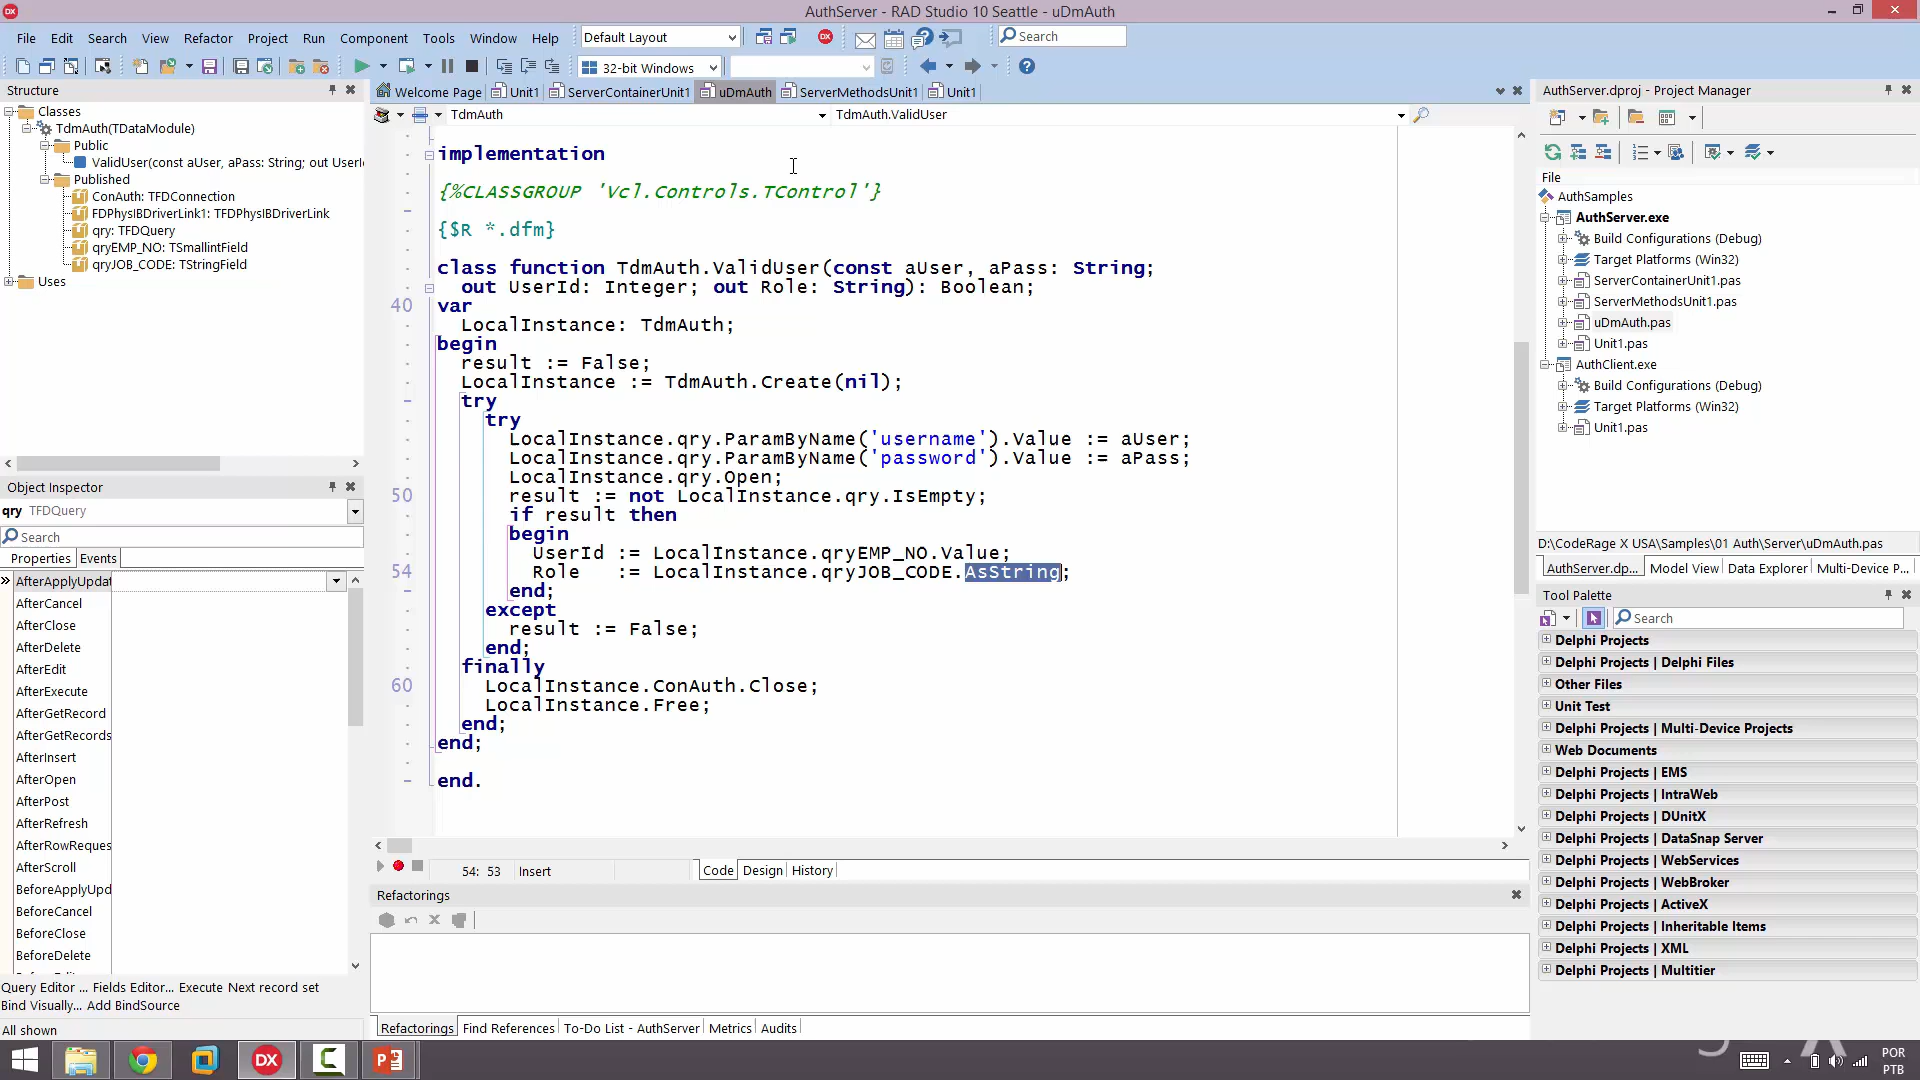 AuthServer - RAD Studio 10 Seattle - uDmAuth
File Edit Search View Refactor Project Run Component Tools Window Help
Default Layout
Search
32-bit Windows
Structure
Classes
TdmAuth(TDataModule)
Public
ValidUser(const aUser, aPass: String; out UserI
Published
ConAuth: TFDConnection
FDPhysIBDriverLink1: TFDPhysIBDriverLink
qry: TFDQuery
qryEMP_NO: TSmallintField
qryJOB_CODE: TStringField
Uses
Object Inspector
qry TFDQuery
Search
Properties Events
AfterApplyUpdat
AfterCancel
AfterClose
AfterDelete
AfterEdit
AfterExecute
AfterGetRecord
AfterGetRecords
AfterInsert
AfterOpen
AfterPost
AfterRefresh
AfterRowReques
AfterScroll
BeforeApplyUpd
BeforeCancel
BeforeClose
BeforeDelete
Query Editor ... Fields Editor... Execute Next record set
Bind Visually... Add BindSource
All shown
Welcome Page Unit1 ServerContainerUnit1 uDmAuth ServerMethodsUnit1 Unit1
TdmAuth TdmAuth.ValidUser
implementation
{%CLASSGROUP 'Vcl.Controls.TControl'}
{$R *.dfm}
class function TdmAuth.ValidUser(const aUser, aPass: String;
out UserId: Integer; out Role: String): Boolean;
40 var
LocalInstance: TdmAuth;
begin
result := False;
LocalInstance := TdmAuth.Create(nil);
try
try
LocalInstance.qry.ParamByName('username').Value := aUser;
LocalInstance.qry.ParamByName('password').Value := aPass;
LocalInstance.qry.Open;
50 result := not LocalInstance.qry.IsEmpty;
if result then
begin
UserId := LocalInstance.qryEMP_NO.Value;
54 Role := LocalInstance.qryJOB_CODE.AsString;
end;
except
result := False;
end;
finally
60 LocalInstance.ConAuth.Close;
LocalInstance.Free;
end;
end;
end.
54: 53 Insert
Code Design History
Refactorings
Refactorings Find References To-Do List - AuthServer Metrics Audits
AuthServer.dproj - Project Manager
File
AuthSamples
AuthServer.exe
Build Configurations (Debug)
Target Platforms (Win32)
ServerContainerUnit1.pas
ServerMethodsUnit1.pas
uDmAuth.pas
Unit1.pas
AuthClient.exe
Build Configurations (Debug)
Target Platforms (Win32)
Unit1.pas
D:\CodeRage X USA\Samples\01 Auth\Server\uDmAuth.pas
AuthServer.dp... Model View Data Explorer Multi-Device P...
Tool Palette
Search
Delphi Projects
Delphi Projects | Delphi Files
Other Files
Unit Test
Delphi Projects | Multi-Device Projects
Web Documents
Delphi Projects | EMS
Delphi Projects | IntraWeb
Delphi Projects | DUnitX
Delphi Projects | DataSnap Server
Delphi Projects | WebServices
Delphi Projects | WebBroker
Delphi Projects | ActiveX
Delphi Projects | Inheritable Items
Delphi Projects | XML
Delphi Projects | Multitier
POR
PTB